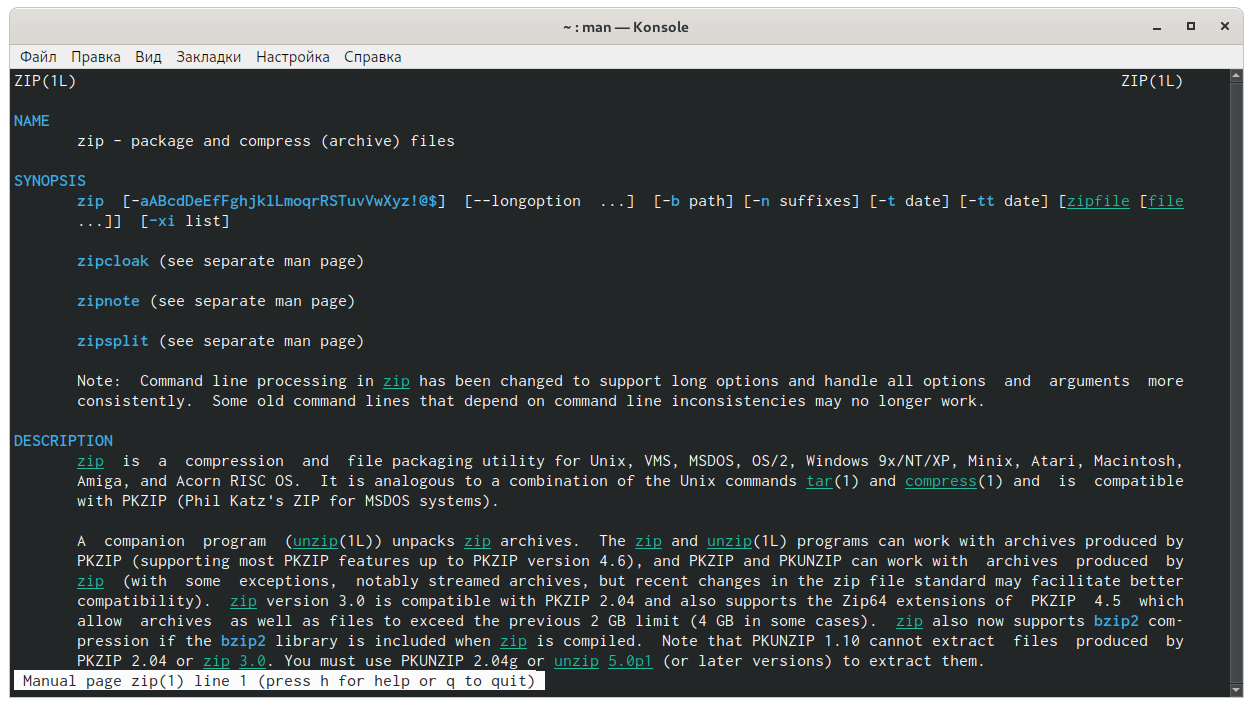 ~ : man — Konsole
Файл Правка Вид Закладки Настройка Справка
ZIP(1L) ZIP(1L)
NAME
zip - package and compress (archive) files
SYNOPSIS
zip [-aABcdDeEfFghjklLmoqrRSTuvVwXyz!@$] [--longoption ...] [-b path] [-n suffixes] [-t date] [-tt date] [zipfile [file
...]] [-xi list]
zipcloak (see separate man page)
zipnote (see separate man page)
zipsplit (see separate man page)
Note: Command line processing in zip has been changed to support long options and handle all options and arguments more
consistently. Some old command lines that depend on command line inconsistencies may no longer work.
DESCRIPTION
zip is a compression and file packaging utility for Unix, VMS, MSDOS, OS/2, Windows 9x/NT/XP, Minix, Atari, Macintosh,
Amiga, and Acorn RISC OS. It is analogous to a combination of the Unix commands tar(1) and compress(1) and is compatible
with PKZIP (Phil Katz's ZIP for MSDOS systems).
A companion program (unzip(1L)) unpacks zip archives. The zip and unzip(1L) programs can work with archives produced by
PKZIP (supporting most PKZIP features up to PKZIP version 4.6), and PKZIP and PKUNZIP can work with archives produced by
zip (with some exceptions, notably streamed archives, but recent changes in the zip file standard may facilitate better
compatibility). zip version 3.0 is compatible with PKZIP 2.04 and also supports the Zip64 extensions of PKZIP 4.5 which
allow archives as well as files to exceed the previous 2 GB limit (4 GB in some cases). zip also now supports bzip2 com-
pression if the bzip2 library is included when zip is compiled. Note that PKUNZIP 1.10 cannot extract files produced by
PKZIP 2.04 or zip 3.0. You must use PKUNZIP 2.04g or unzip 5.0p1 (or later versions) to extract them.
Manual page zip(1) line 1 (press h for help or q to quit)